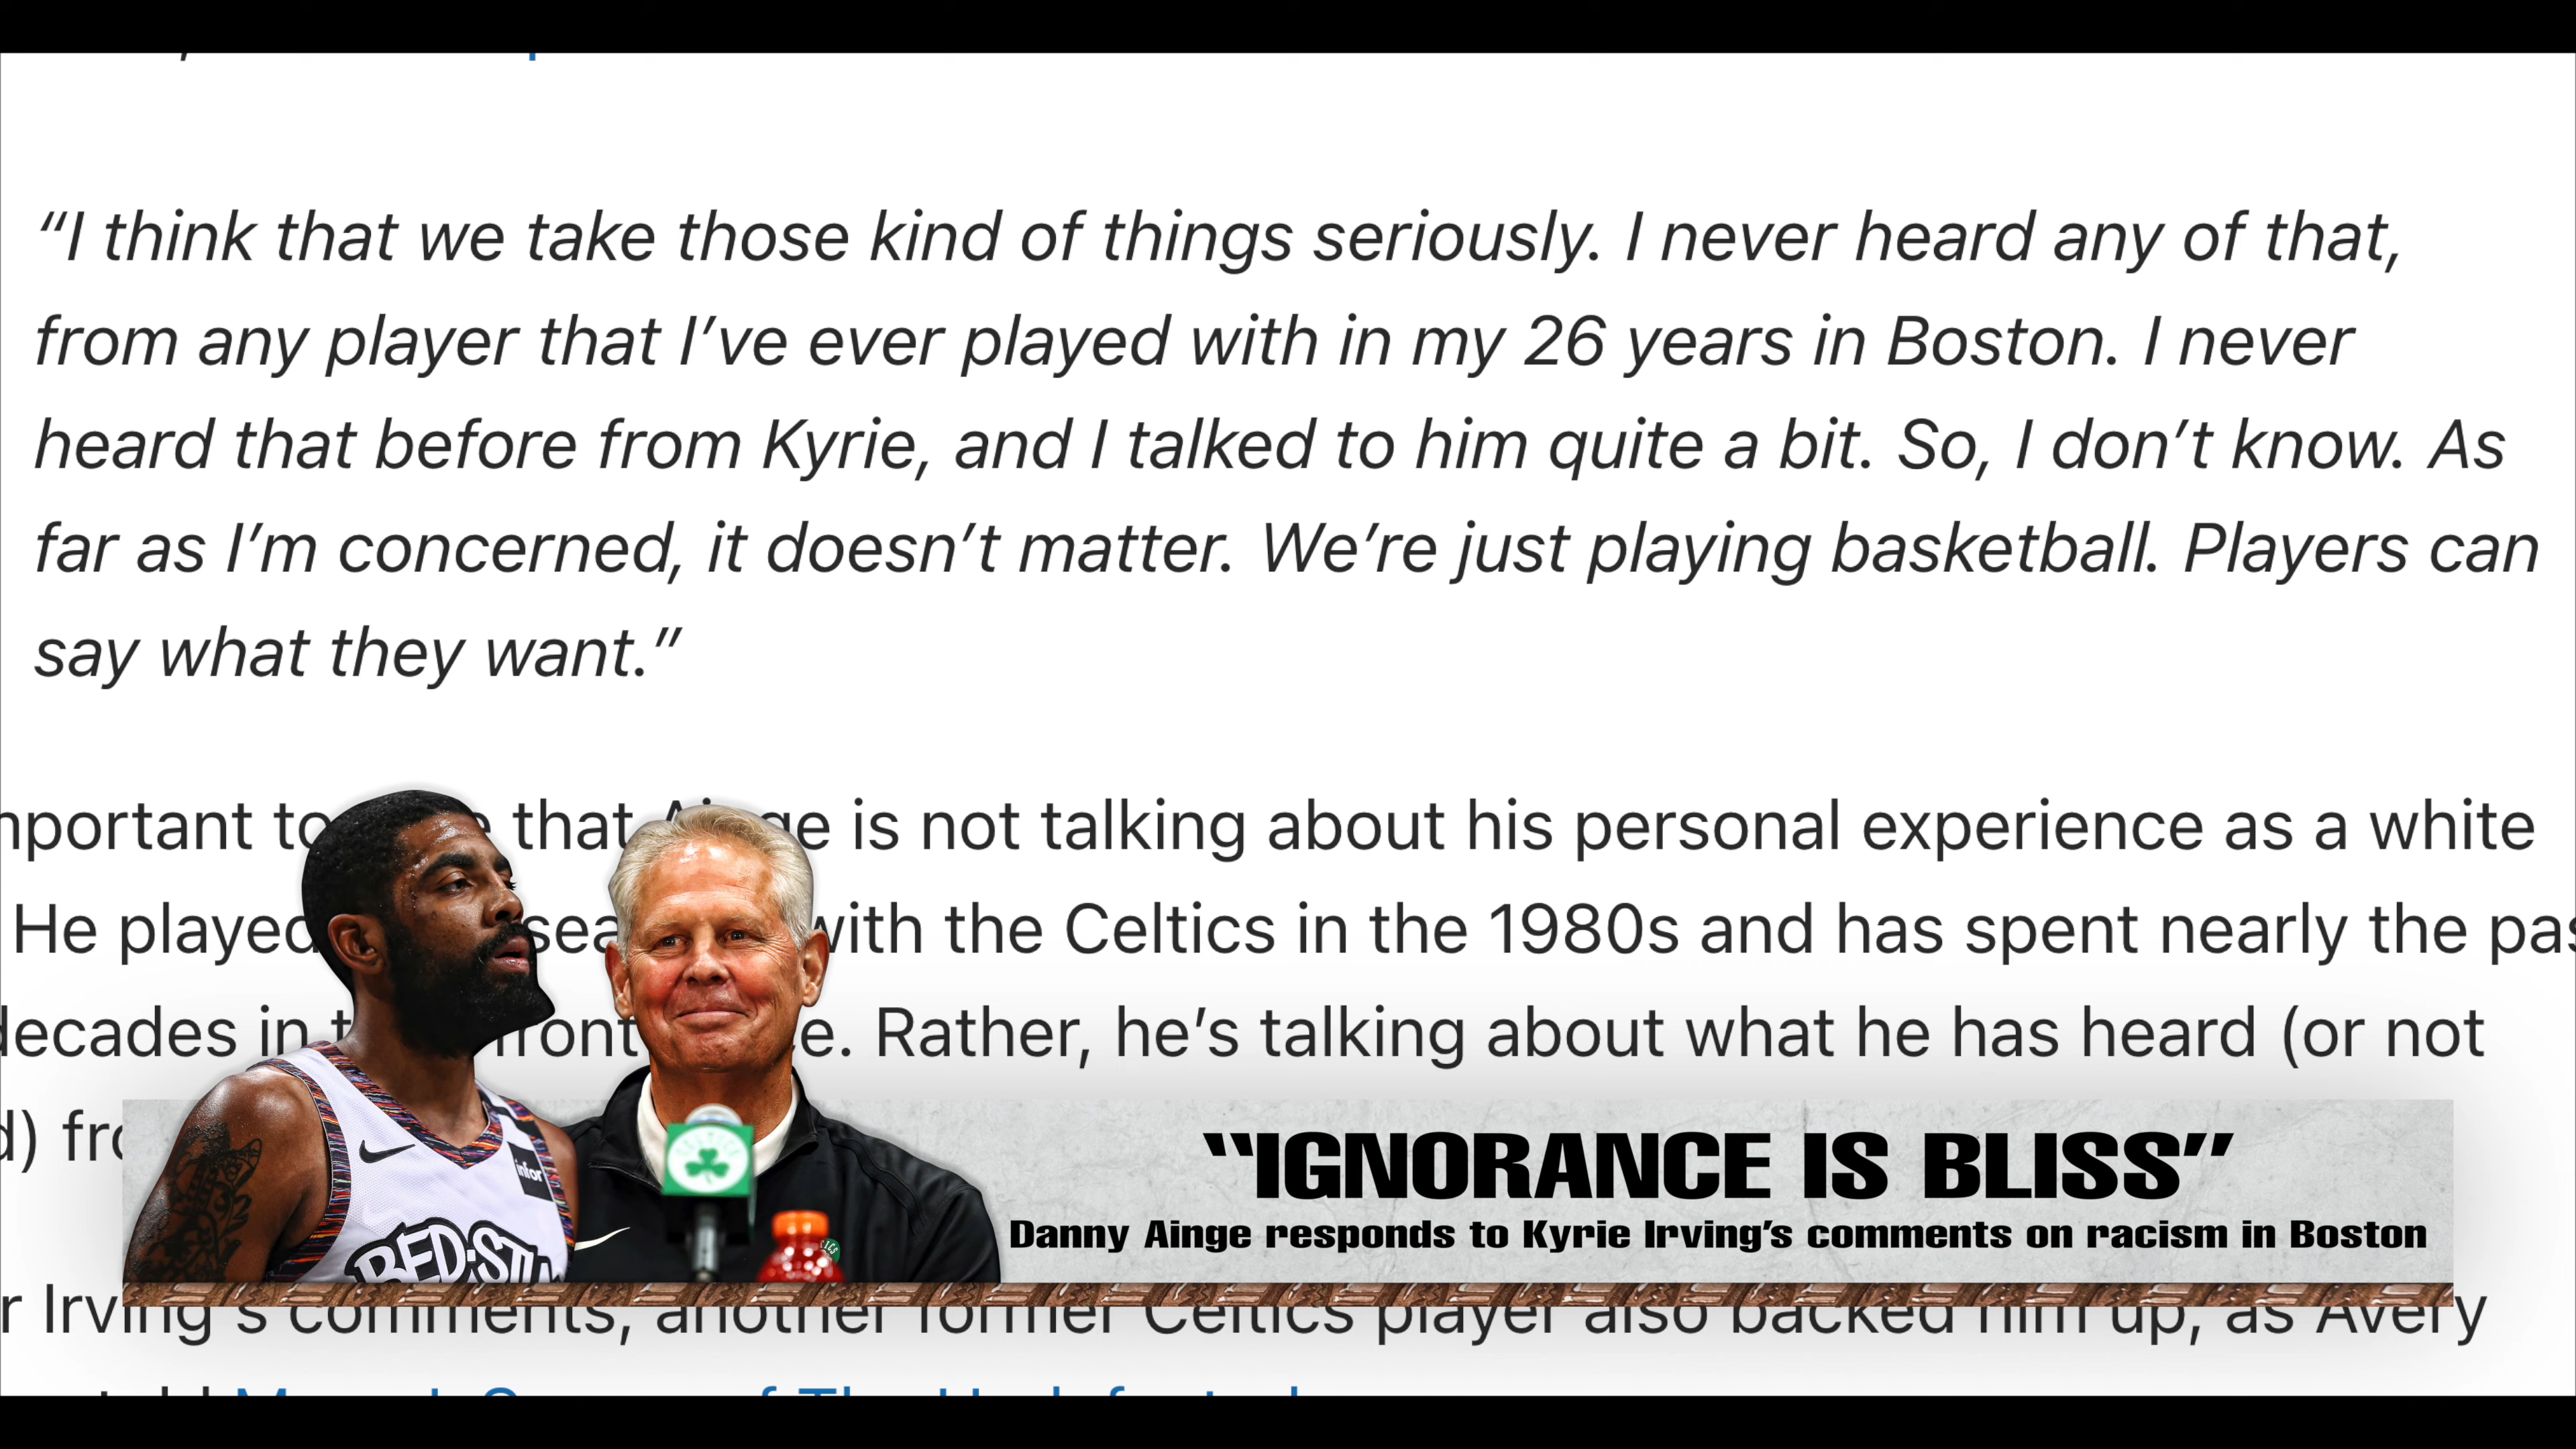 “I think that we take those kind of things seriously. I never heard any of that,
from any player that I’ve ever played with in my 26 years in Boston. I never
heard that before from Kyrie, and I talked to him quite a bit. So, I don’t know. As
far as I’m concerned, it doesn’t matter. We’re just playing basketball. Players can
say what they want.”
that Ainge is not talking about his personal experience as a white
He played with the Celtics in the 1980s and has spent nearly the
decades in front. Rather, he’s talking about what he has heard (or not
infor
BED-STU
“IGNORANCE IS BLISS”
Danny Ainge responds to Kyrie Irving’s comments on racism in Boston
Irving’s comments, another former Celtics player also backed him up, as Avery